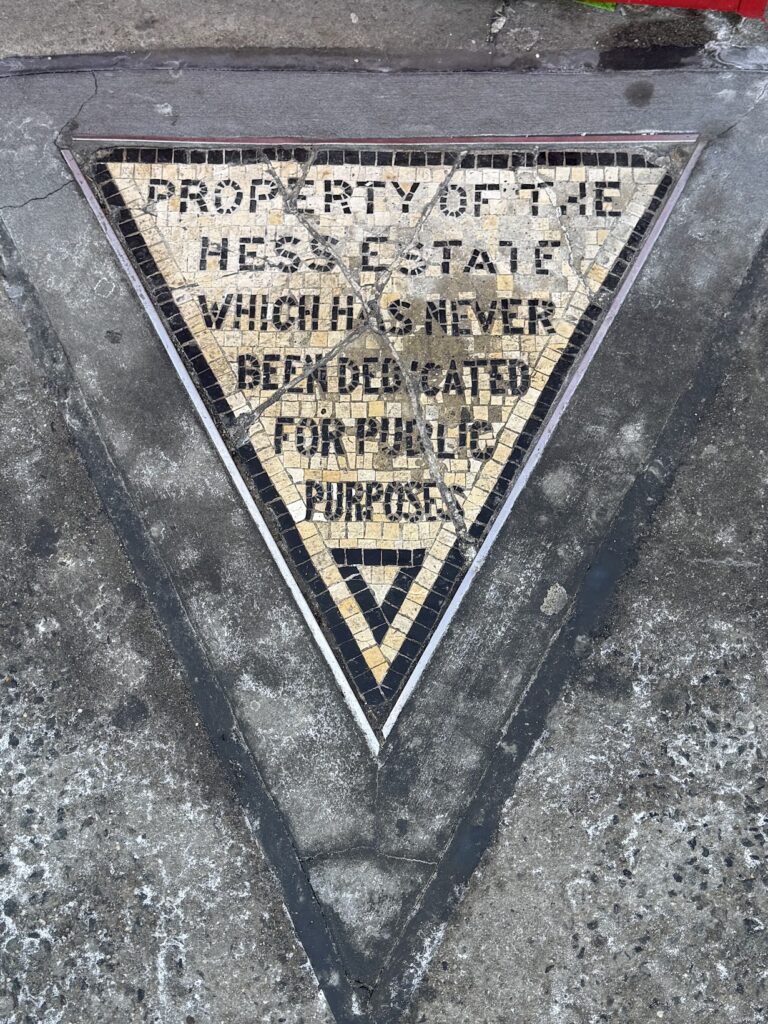 PROPERTY OF THE
HESS ESTATE
WHICH HAS NEVER
BEEN DEDICATED
FOR PUBLIC
PURPOSES